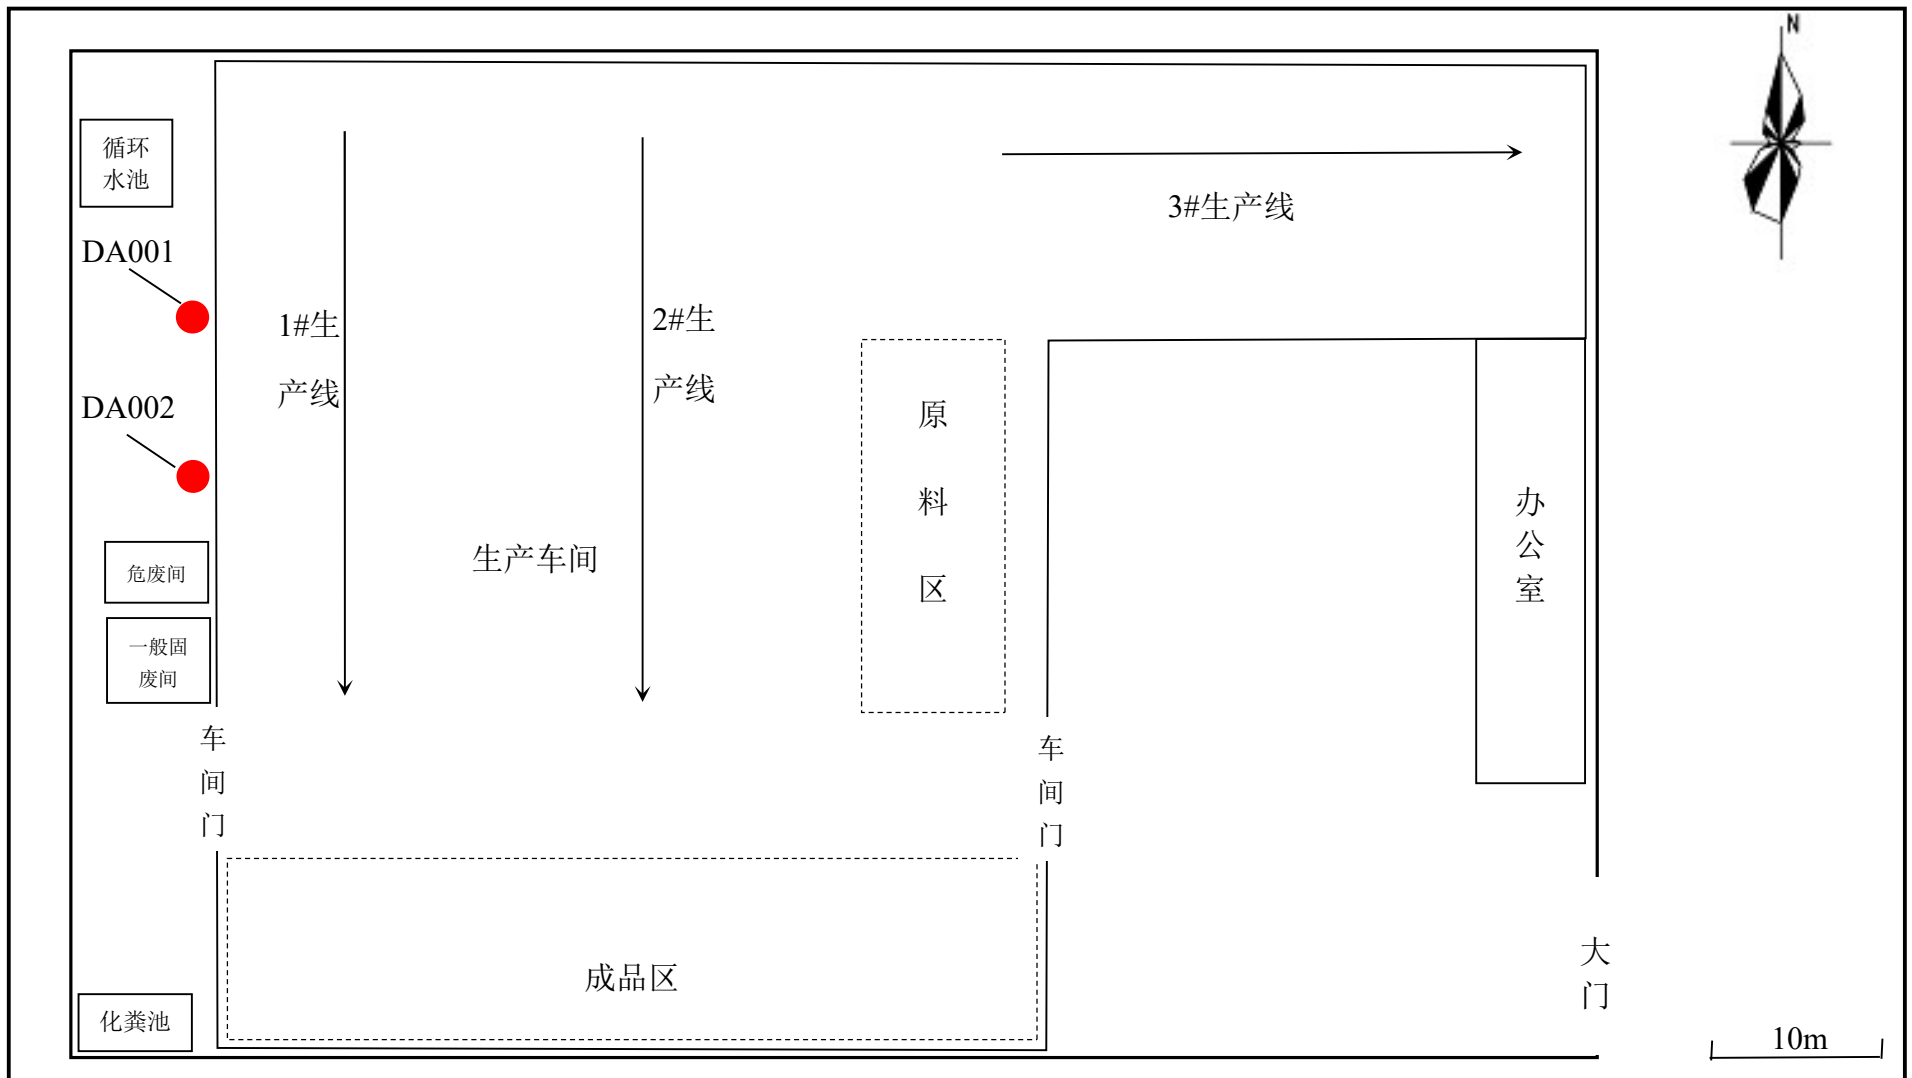 N
循环
水池
DA001
3#生产线
1#生
产线
2#生
产线
DA002
原
料
区
办
公
室
生产车间
危废间
一般固
废间
车
间
门
车
间
门
成品区
大
门
化粪池
10m